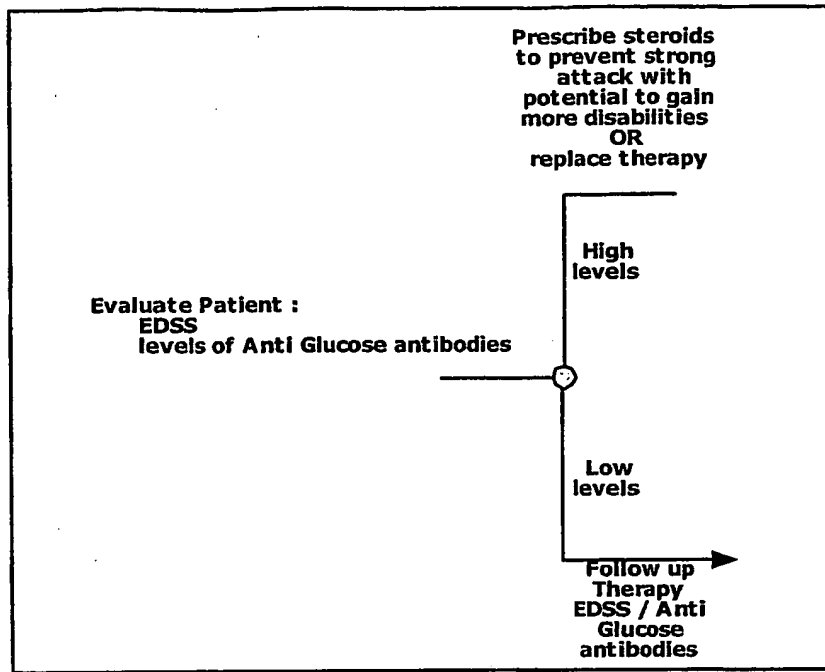 Prescribe steroids
to prevent strong
attack with
potential to gain
more disabilities
OR
replace therapy
High
levels
Evaluate Patient :
EDSS
levels of Anti Glucose antibodies
Low
levels
Follow up
Therapy
EDSS / Anti
Glucose
antibodies